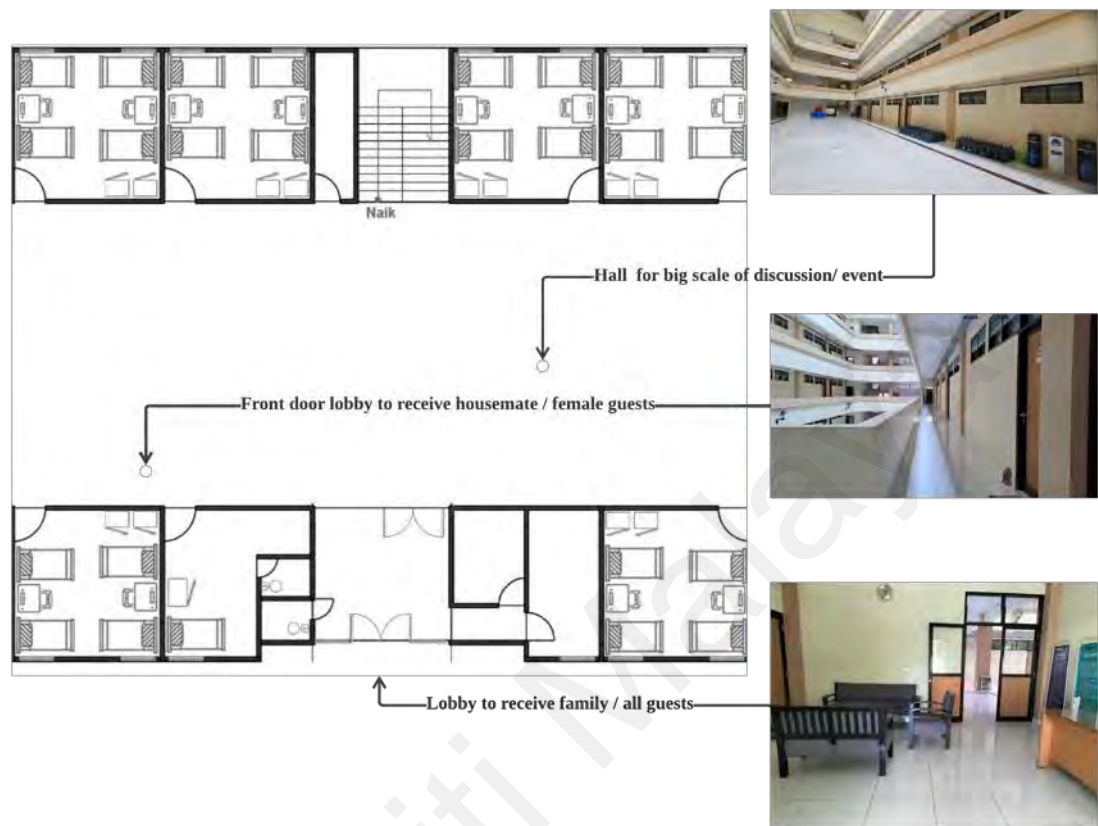 Naik
Hall for big scale of discussion/ event
Front door lobby to receive housemate / female guests
Lobby to receive family / all guests